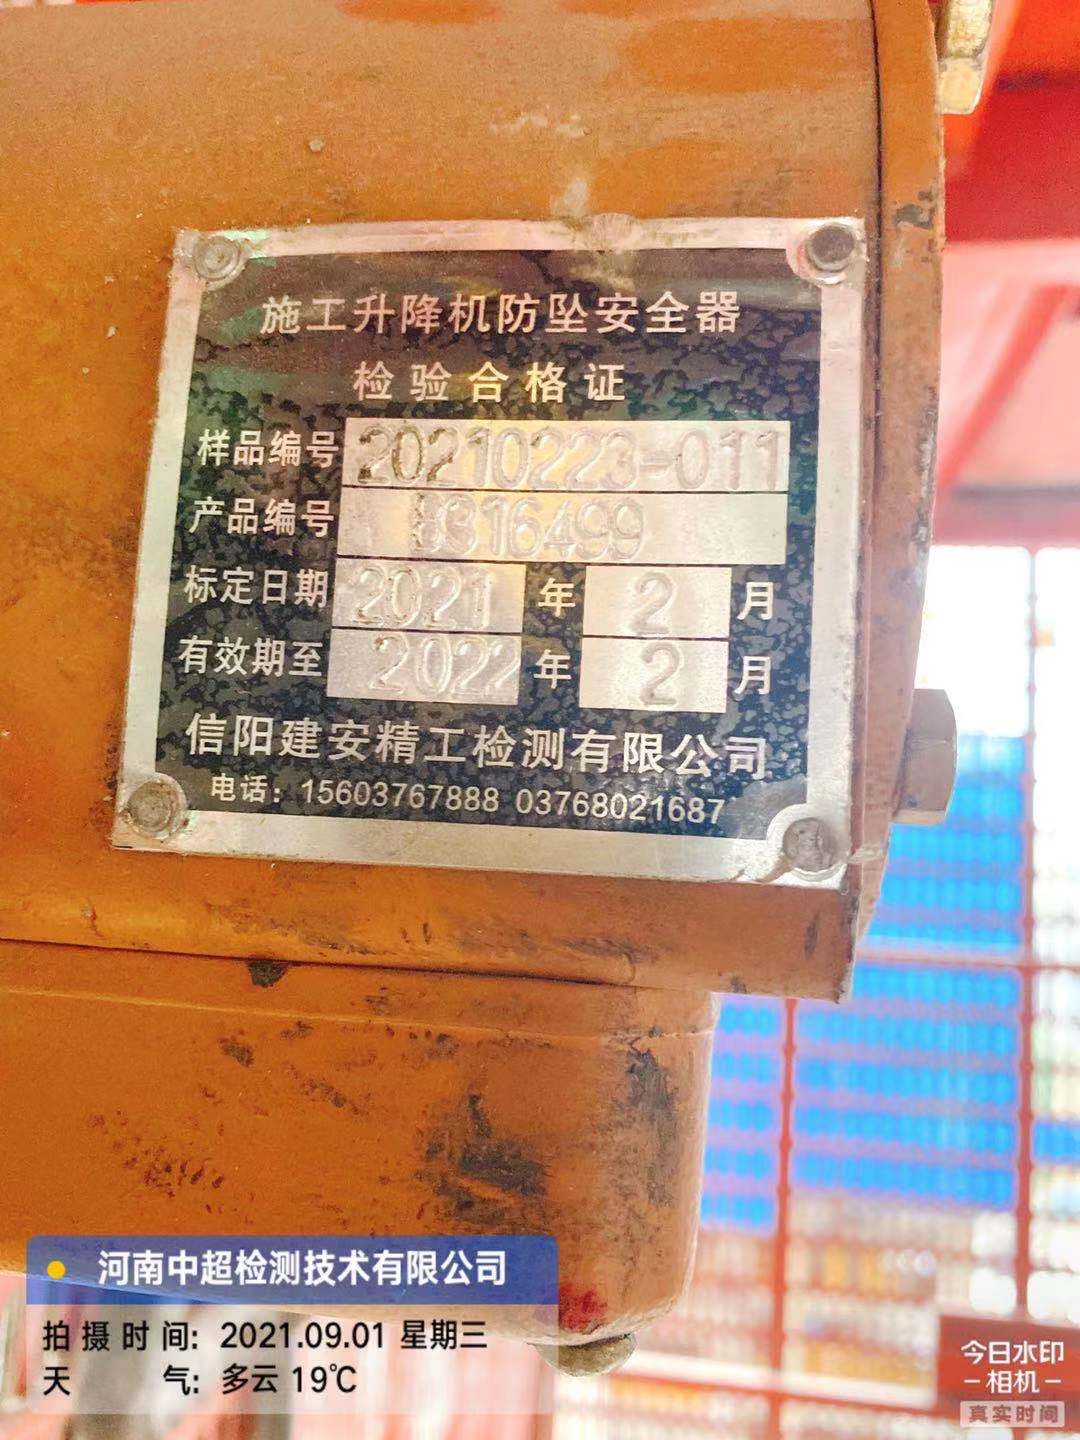 施工升降机防坠安全器
检验合格证
样品编号 20210223-011
产品编号 8316499
标定日期 2021 年 2 月
有效期至 2022 年 2 月
信阳建安精工检测有限公司
电话：15603767888 03768021687
河南中超检测技术有限公司
拍摄时间: 2021.09.01 星期三
天气: 多云 19℃
今日水印
-相机-
真实时间